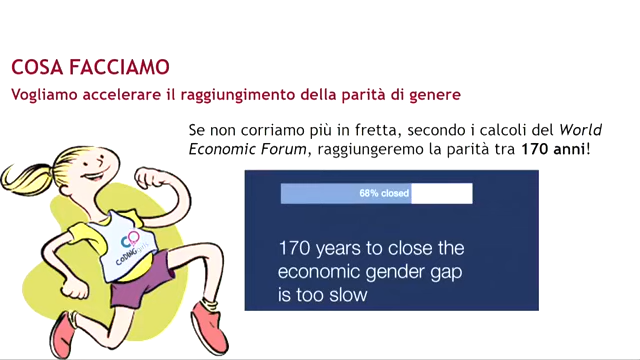 COSA FACCIAMO
Vogliamo accelerare il raggiungimento della parità di genere
Se non corriamo più in fretta, secondo i calcoli del World
Economic Forum, raggiungeremo la parità tra 170 anni!
68% closed
170 years to close the
economic gender gap
is too slow
CODING